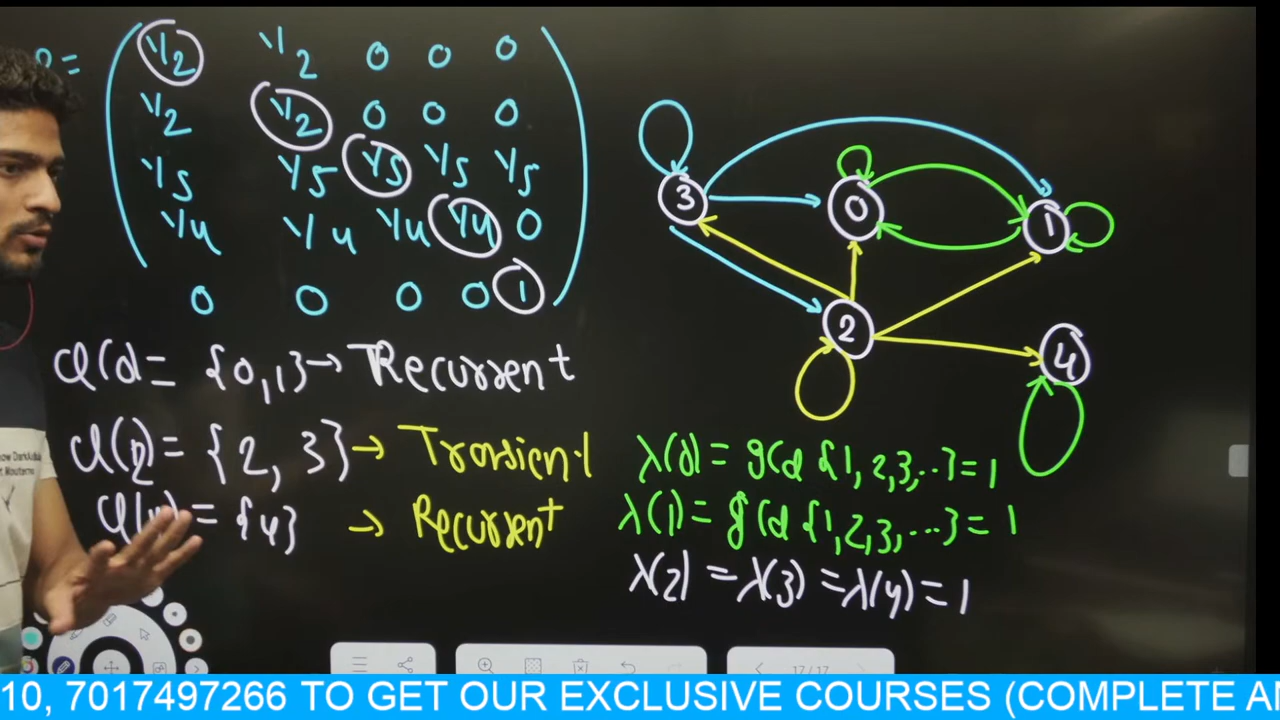 P =
1/2 1/2 0 0 0
1/2 1/2 0 0 0
1/5 1/5 1/5 1/5 1/5
1/4 1/4 1/4 1/4 0
0 0 0 0 1
3
0
1
2
4
Cl(0) = {0,1} → Recurrent
Cl(2) = {2, 3} → Transient
Cl(4) = {4} → Recurrent
λ(0) = gcd {1,2,3,...} = 1
λ(1) = gcd {1,2,3,...} = 1
λ(2) = λ(3) = λ(4) = 1
17/17
10, 7017497266 TO GET OUR EXCLUSIVE COURSES (COMPLETE